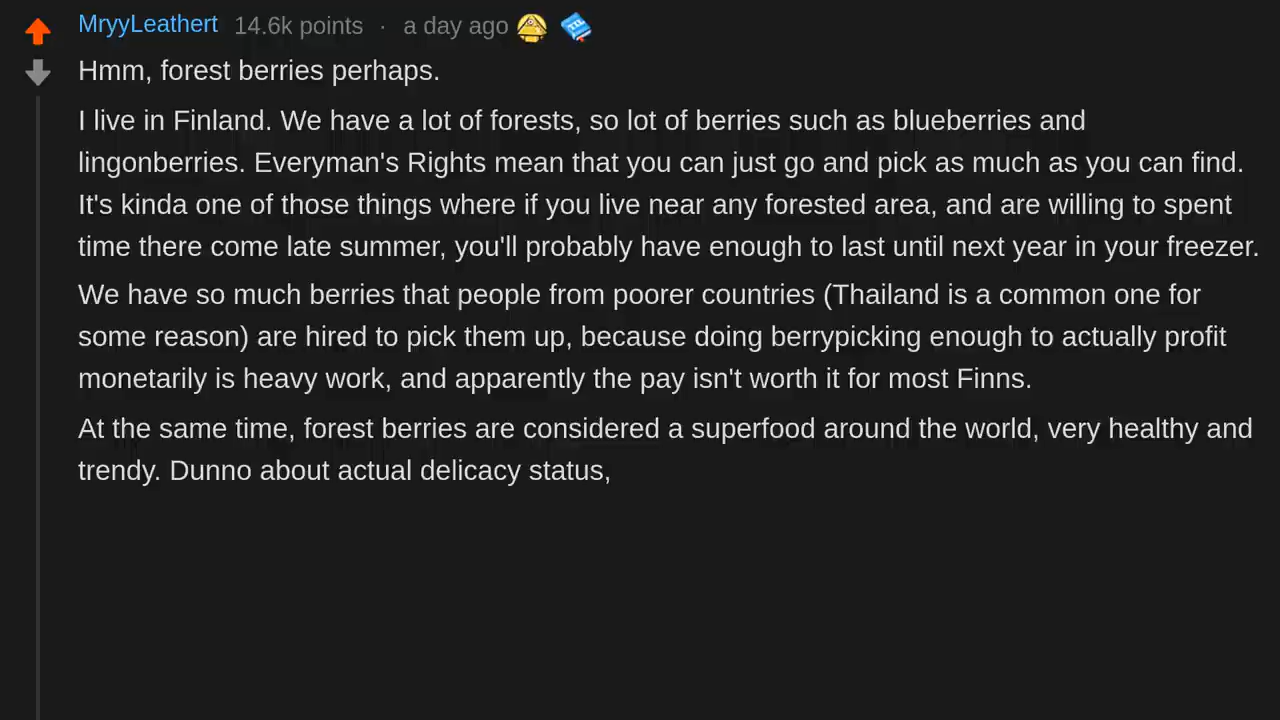 MryyLeathert 14.6k points · a day ago
Hmm, forest berries perhaps.
I live in Finland. We have a lot of forests, so lot of berries such as blueberries and
lingonberries. Everyman's Rights mean that you can just go and pick as much as you can find.
It's kinda one of those things where if you live near any forested area, and are willing to spent
time there come late summer, you'll probably have enough to last until next year in your freezer.
We have so much berries that people from poorer countries (Thailand is a common one for
some reason) are hired to pick them up, because doing berrypicking enough to actually profit
monetarily is heavy work, and apparently the pay isn't worth it for most Finns.
At the same time, forest berries are considered a superfood around the world, very healthy and
trendy. Dunno about actual delicacy status,